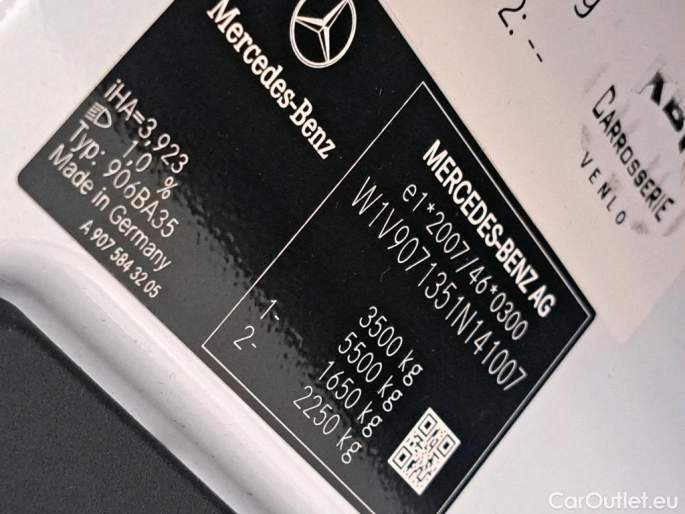 Mercedes-Benz
iHA=3,923
1,0 %
Typ: 906BA35
Made in Germany
A 907 584 32 05
MERCEDES-BENZ AG
e1*2007/46*0300
W1V9071351N141007
3500 kg
5500 kg
1- 1650 kg
2- 2250 kg
2: --
CARROSSERIE
VENLO
CarOutlet.eu